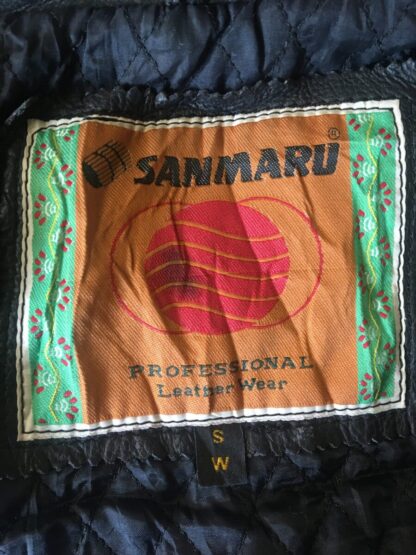 SANMARU ®
PROFESSIONAL
Leather Wear
S
W